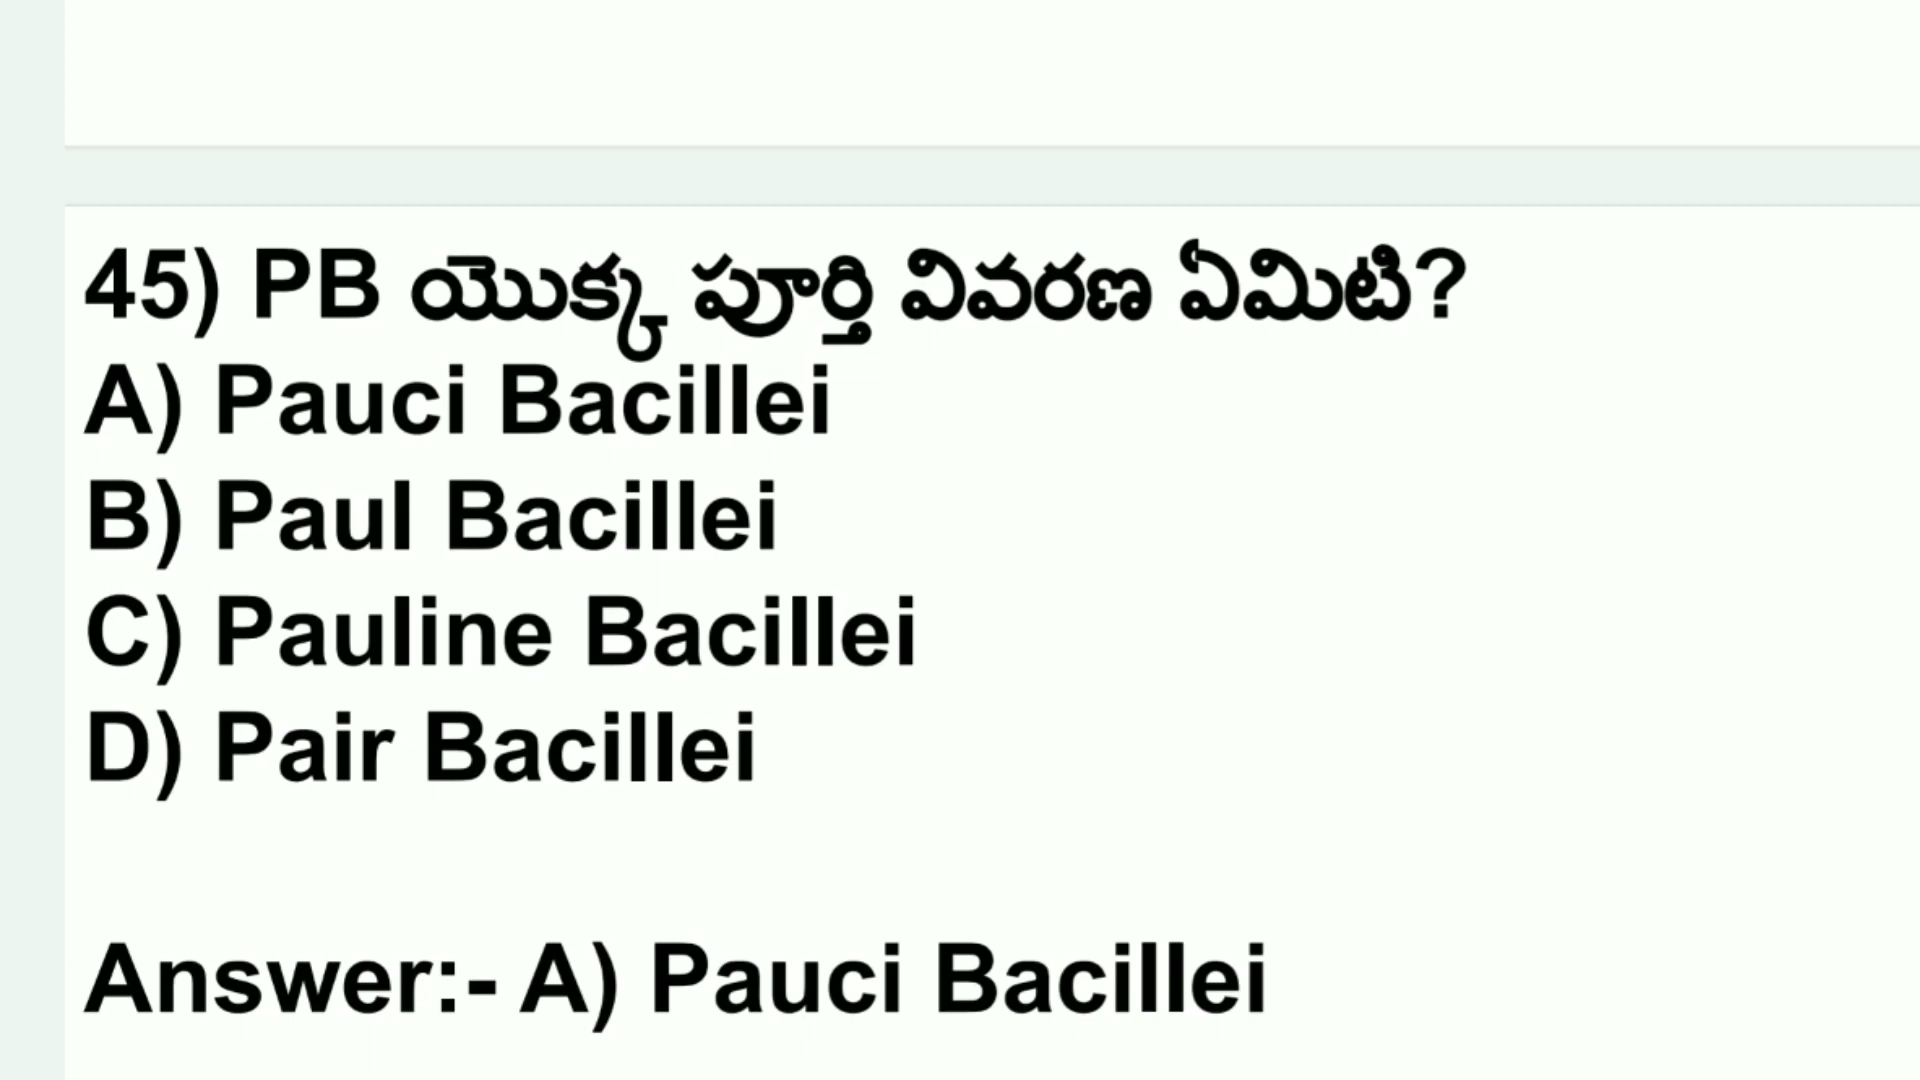 45) PB యొక్క పూర్తి వివరణ ఏమిటి?
A) Pauci Bacillei
B) Paul Bacillei
C) Pauline Bacillei
D) Pair Bacillei
Answer:- A) Pauci Bacillei